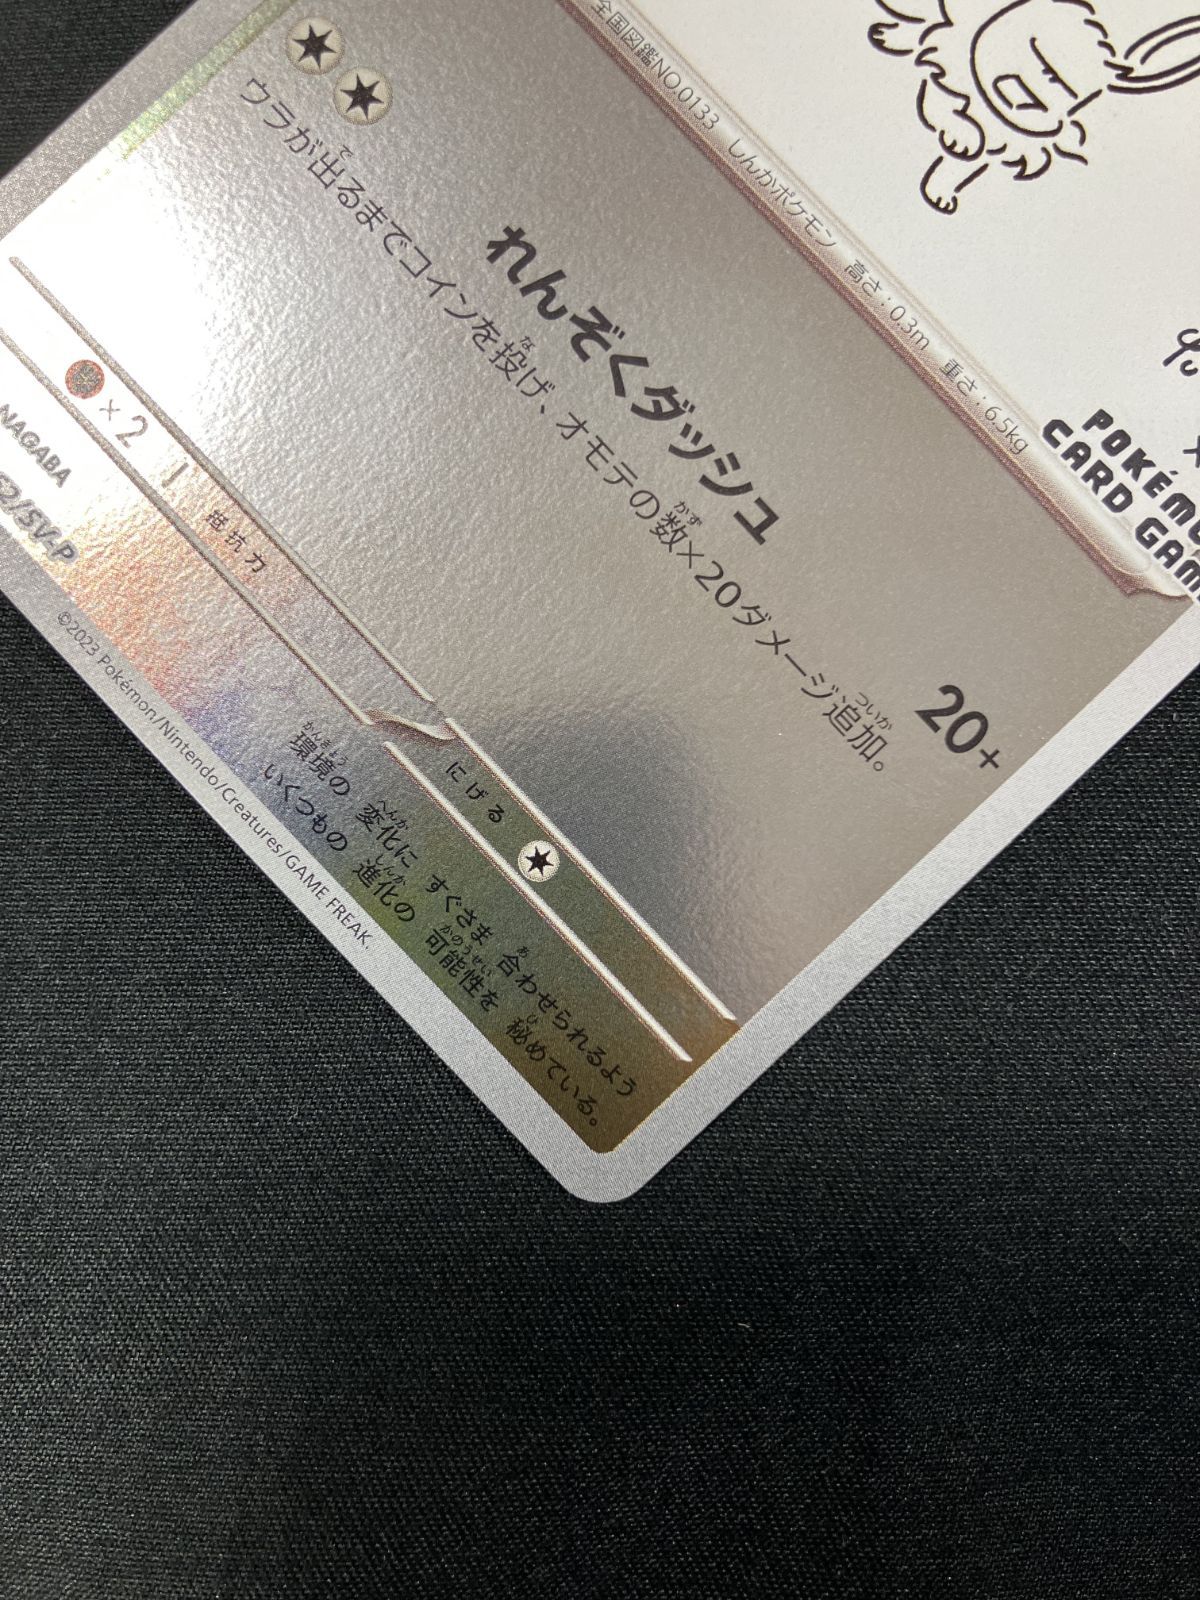 全国図鑑NO.0133 しんかポケモン 高さ:0.3m 重さ:6.5kg
POKÉMON
CARD GAME
れんぞくダッシュ 20+
ウラが出るまでコインを投げ、オモテの数×20ダメージ追加。
×2
抵抗力
にげる
NAGABA
2/SV-P
環境の 変化に すぐさま 合わせられるよう
いくつもの 進化の 可能性を 秘めている。
©2023 Pokémon/Nintendo/Creatures/GAME FREAK.